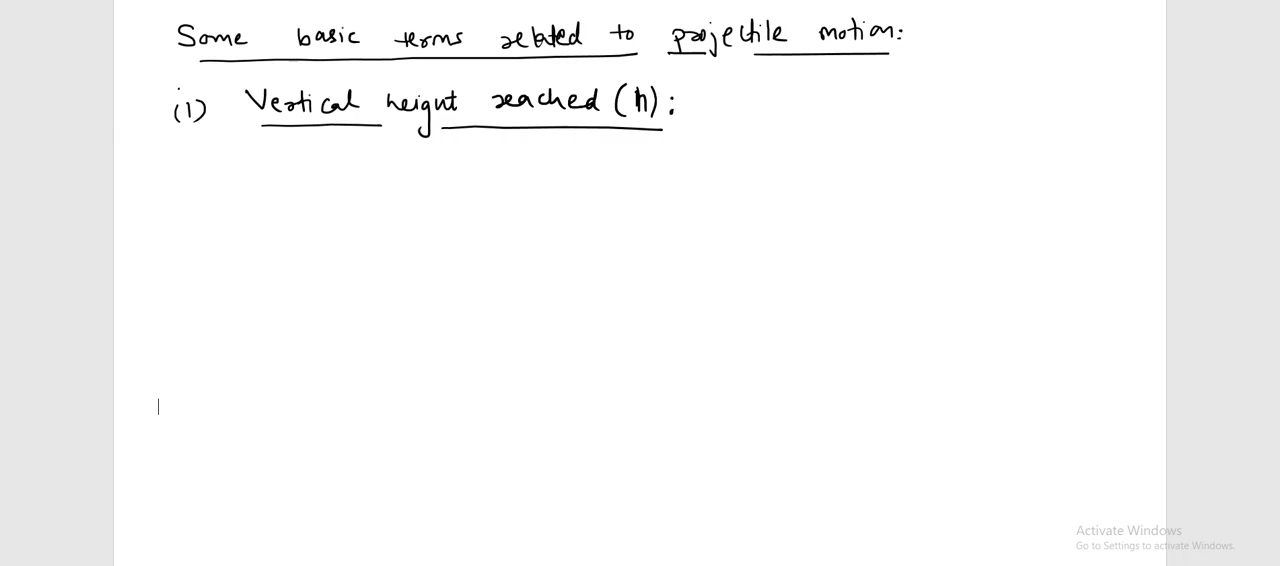 Some basic terms related to projectile motion:
(1) Vertical height reached (h):
Activate Windows
Go to Settings to activate Windows.